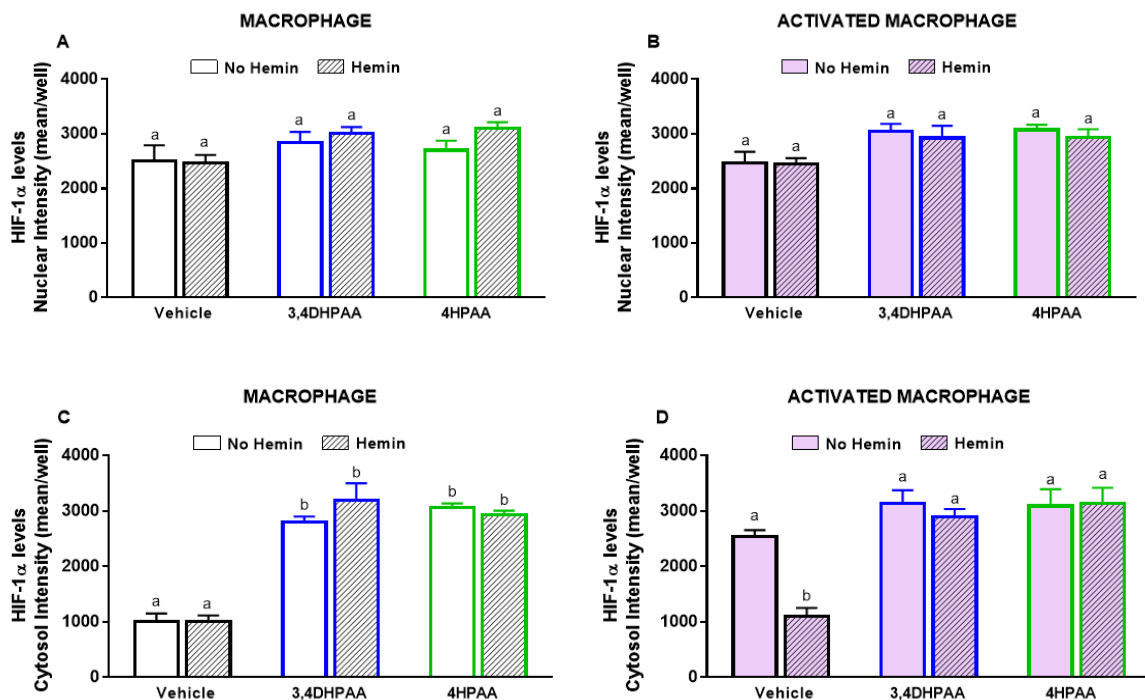 MACROPHAGE
A
No Hemin Hemin
HIF-1α levels
Nuclear Intensity (mean/well)
4000
3000
2000
1000
0
a a a a a a
Vehicle 3,4DHPAA 4HPAA
ACTIVATED MACROPHAGE
B
No Hemin Hemin
HIF-1α levels
Nuclear Intensity (mean/well)
4000
3000
2000
1000
0
a a a a a a
Vehicle 3,4DHPAA 4HPAA
MACROPHAGE
C
No Hemin Hemin
HIF-1α levels
Cytosol Intensity (mean/well)
4000
3000
2000
1000
0
a a b b b b
Vehicle 3,4DHPAA 4HPAA
ACTIVATED MACROPHAGE
D
No Hemin Hemin
HIF-1α levels
Cytosol Intensity (mean/well)
4000
3000
2000
1000
0
a b a a a a
Vehicle 3,4DHPAA 4HPAA